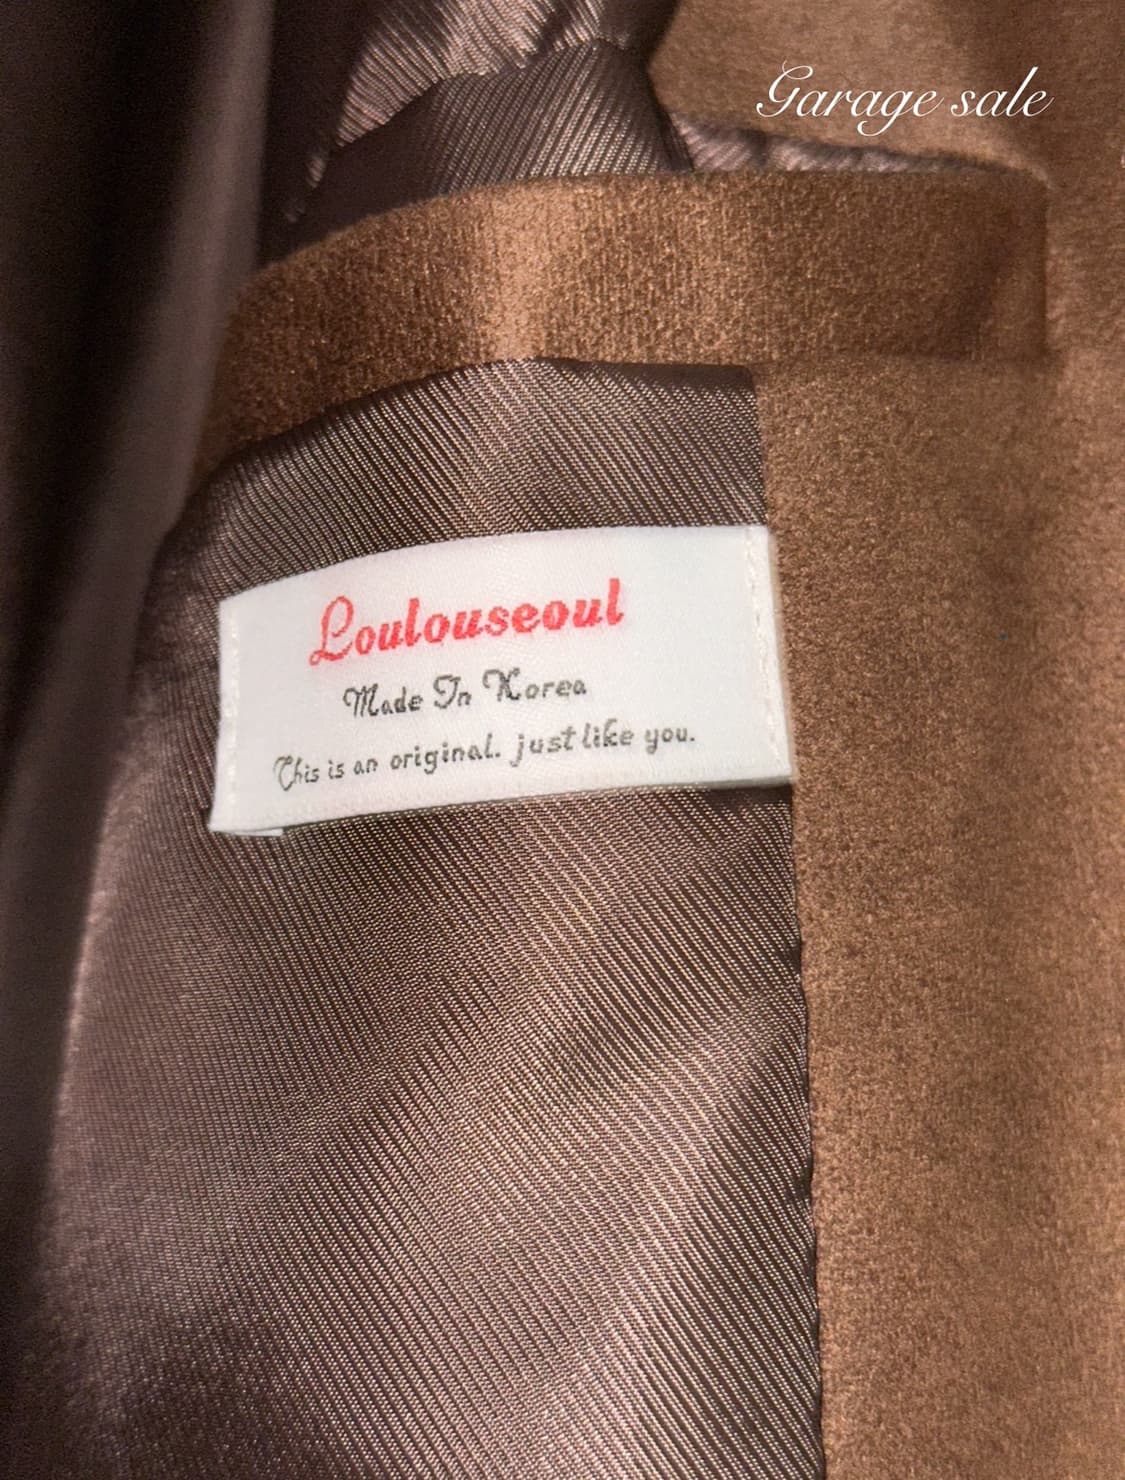 Garage sale
Loulouseoul
Made In Korea
This is an original. just like you.